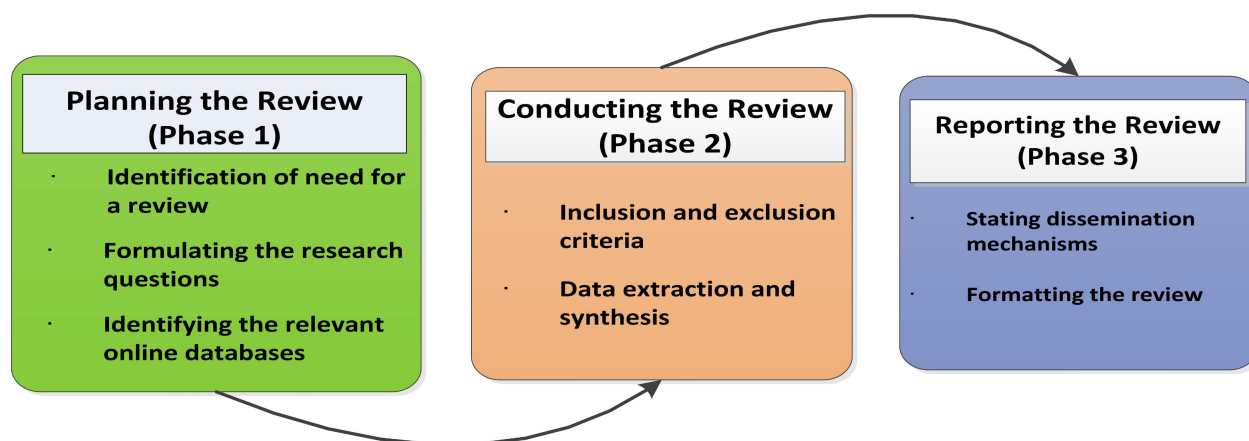 Planning the Review
(Phase 1)
· Identification of need for
a review
· Formulating the research
questions
· Identifying the relevant
online databases
Conducting the Review
(Phase 2)
· Inclusion and exclusion
criteria
· Data extraction and
synthesis
Reporting the Review
(Phase 3)
· Stating dissemination
mechanisms
· Formatting the review